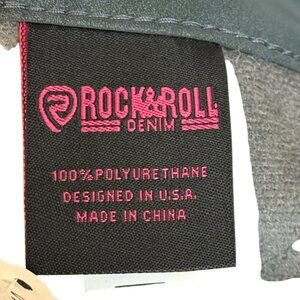 ROCK & ROLL
DENIM
100% POLYURETHANE
DESIGNED IN U.S.A.
MADE IN CHINA